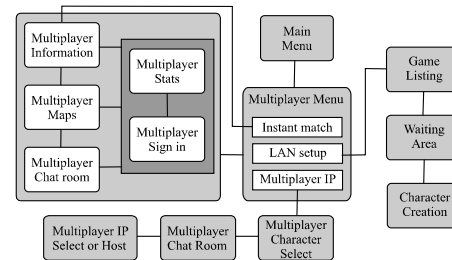 Multiplayer
Information
Multiplayer
Maps
Multiplayer
Chat room
Multiplayer
Stats
Multiplayer
Sign in
Main
Menu
Multiplayer Menu
Instant match
LAN setup
Multiplayer IP
Game
Listing
Waiting
Area
Character
Creation
Multiplayer IP
Select or Host
Multiplayer
Chat Room
Multiplayer
Character
Select